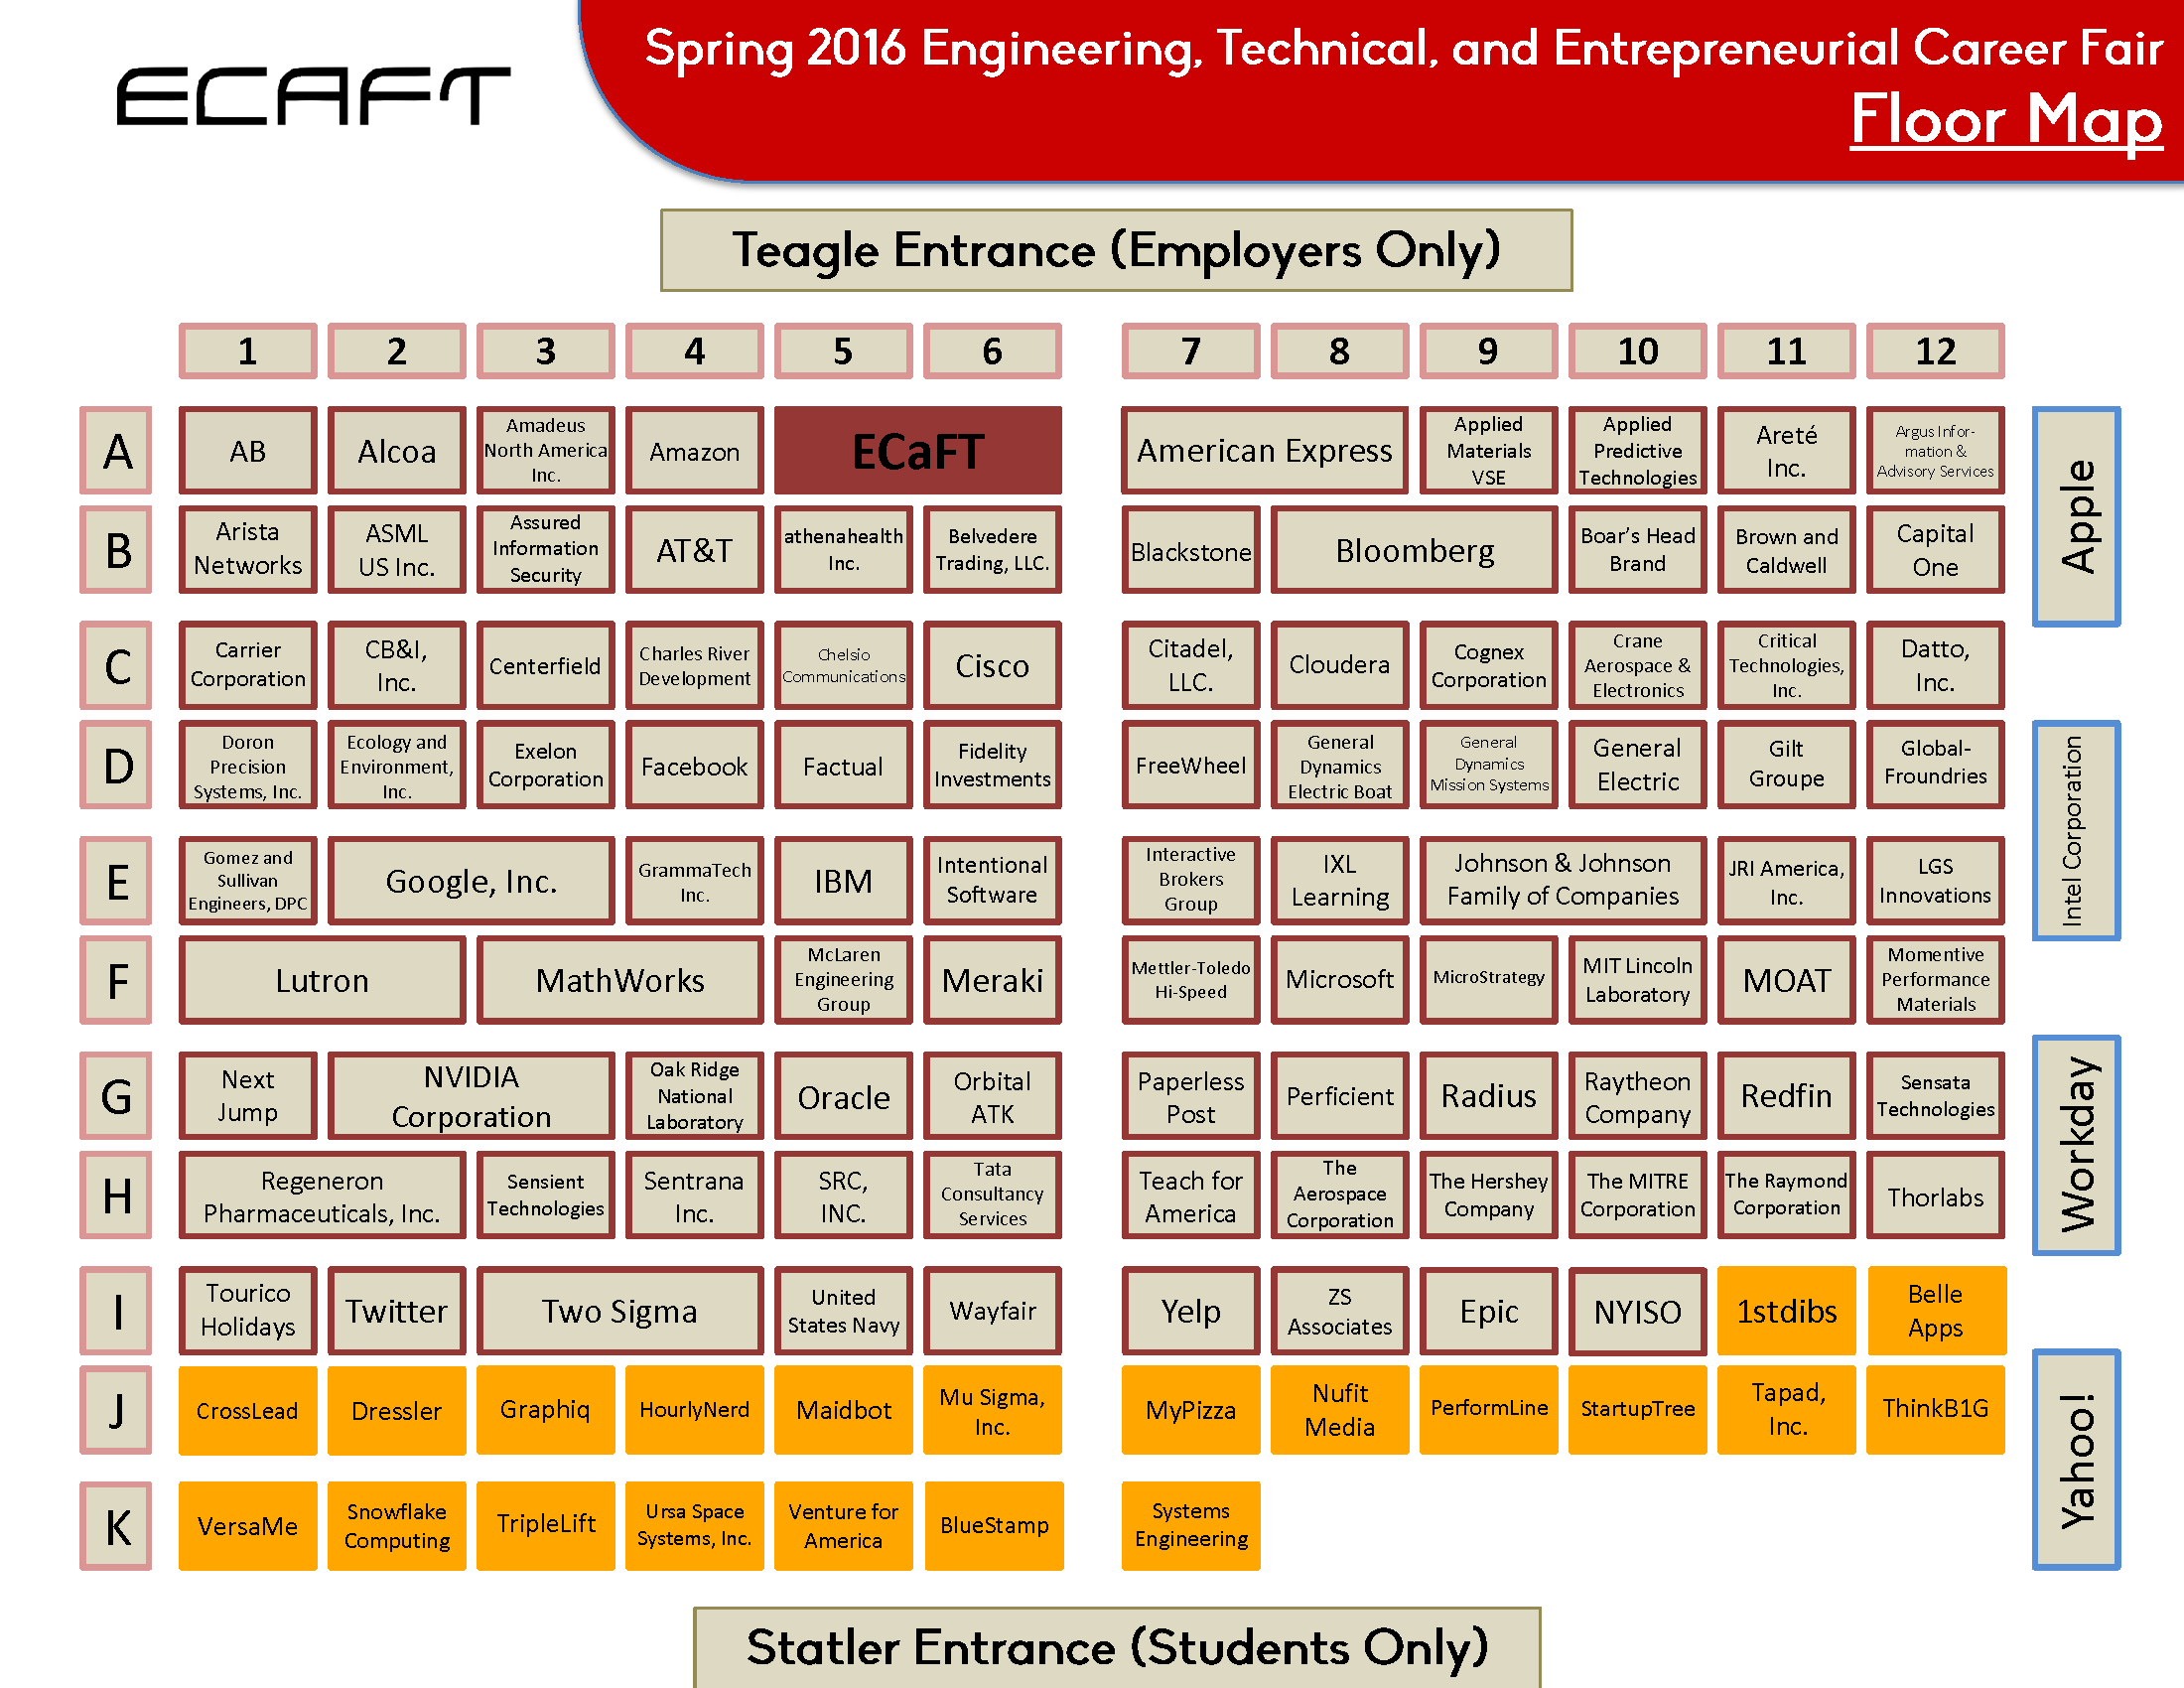 ECAFT
Spring 2016 Engineering, Technical, and Entrepreneurial Career Fair
Floor Map
Teagle Entrance (Employers Only)
1 2 3 4 5 6 7 8 9 10 11 12
A
AB
Alcoa
Amadeus
North America
Inc.
Amazon
ECaFT
American Express
Applied
Materials
VSE
Applied
Predictive
Technologies
Areté
Inc.
Argus Infor-
mation &
Advisory Services
B
Arista
Networks
ASML
US Inc.
Assured
Information
Security
AT&T
athenahealth
Inc.
Belvedere
Trading, LLC.
Blackstone
Bloomberg
Boar's Head
Brand
Brown and
Caldwell
Capital
One
Apple
C
Carrier
Corporation
CB&I,
Inc.
Centerfield
Charles River
Development
Chelsio
Communications
Cisco
Citadel,
LLC.
Cloudera
Cognex
Corporation
Crane
Aerospace &
Electronics
Critical
Technologies,
Inc.
Datto,
Inc.
D
Doron
Precision
Systems, Inc.
Ecology and
Environment,
Inc.
Exelon
Corporation
Facebook
Factual
Fidelity
Investments
FreeWheel
General
Dynamics
Electric Boat
General
Dynamics
Mission Systems
General
Electric
Gilt
Groupe
Global-
Froundries
Intel Corporation
E
Gomez and
Sullivan
Engineers, DPC
Google, Inc.
GrammaTech
Inc.
IBM
Intentional
Software
Interactive
Brokers
Group
IXL
Learning
Johnson & Johnson
Family of Companies
JRI America,
Inc.
LGS
Innovations
F
Lutron
MathWorks
McLaren
Engineering
Group
Meraki
Mettler-Toledo
Hi-Speed
Microsoft
MicroStrategy
MIT Lincoln
Laboratory
MOAT
Momentive
Performance
Materials
G
Next
Jump
NVIDIA
Corporation
Oak Ridge
National
Laboratory
Oracle
Orbital
ATK
Paperless
Post
Perficient
Radius
Raytheon
Company
Redfin
Sensata
Technologies
Workday
H
Regeneron
Pharmaceuticals, Inc.
Sensient
Technologies
Sentrana
Inc.
SRC,
INC.
Tata
Consultancy
Services
Teach for
America
The
Aerospace
Corporation
The Hershey
Company
The MITRE
Corporation
The Raymond
Corporation
Thorlabs
I
Tourico
Holidays
Twitter
Two Sigma
United
States Navy
Wayfair
Yelp
ZS
Associates
Epic
NYISO
1stdibs
Belle
Apps
J
CrossLead
Dressler
Graphiq
HourlyNerd
Maidbot
Mu Sigma,
Inc.
MyPizza
Nufit
Media
PerformLine
StartupTree
Tapad,
Inc.
ThinkB1G
Yahoo!
K
VersaMe
Snowflake
Computing
TripleLift
Ursa Space
Systems, Inc.
Venture for
America
BlueStamp
Systems
Engineering
Statler Entrance (Students Only)